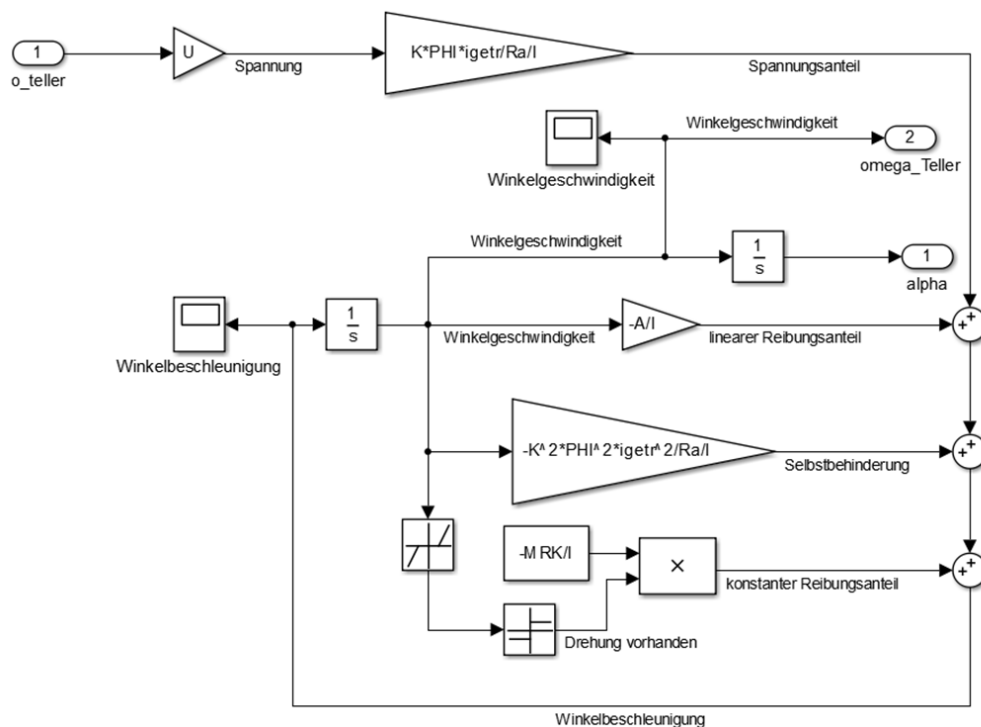 1
o_teller
U
Spannung
K*PHI*igetr/Ra/I
Spannungsanteil
Winkelgeschwindigkeit
Winkelgeschwindigkeit
2
omega_Teller
Winkelgeschwindigkeit
1
s
1
alpha
Winkelbeschleunigung
1
s
Winkelgeschwindigkeit
-A/I
linearer Reibungsanteil
+
+
-K^2*PHI^2*igetr^2/Ra/I
Selbstbehinderung
+
+
-MRK/I
×
konstanter Reibungsanteil
+
+
Drehung vorhanden
Winkelbeschleunigung